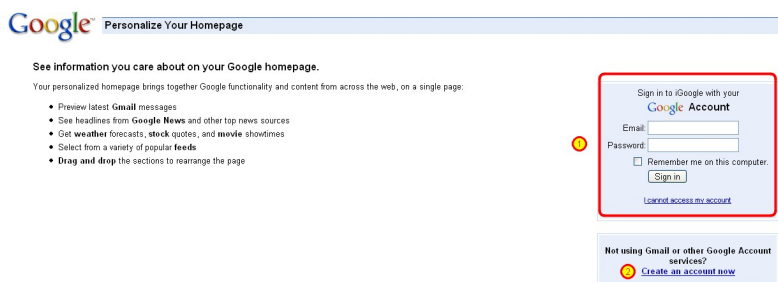 Google™ Personalize Your Homepage
See information you care about on your Google homepage.
Your personalized homepage brings together Google functionality and content from across the web, on a single page:
Preview latest Gmail messages
See headlines from Google News and other top news sources
Get weather forecasts, stock quotes, and movie showtimes
Select from a variety of popular feeds
Drag and drop the sections to rearrange the page
1
Sign in to iGoogle with your
Google Account
Email:
Password:
Remember me on this computer.
Sign in
I cannot access my account
Not using Gmail or other Google Account
services?
2 Create an account now